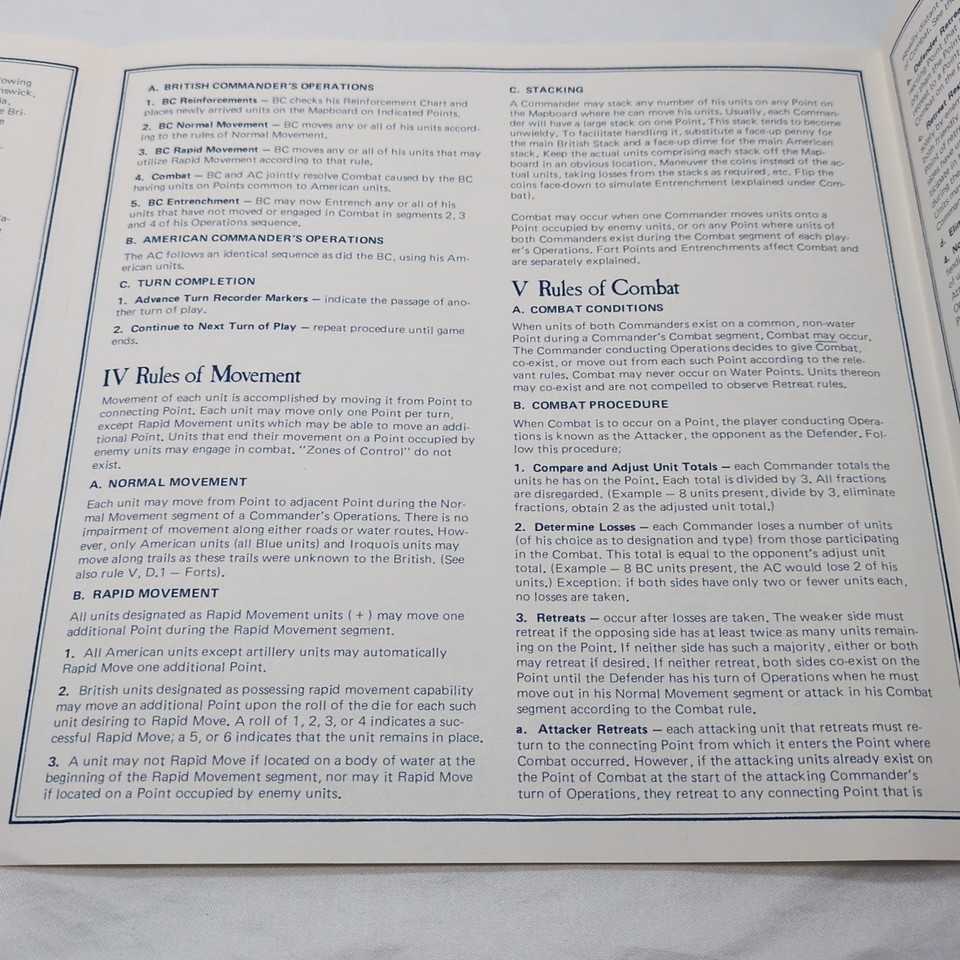 owing
nswick.
ia.
e Bri-
e
la-
s
A. BRITISH COMMANDER'S OPERATIONS
1. BC Reinforcements — BC checks his Reinforcement Chart and
places newly arrived units on the Mapboard on Indicated Points.
2. BC Normal Movement — BC moves any or all of his units accord-
ing to the rules of Normal Movement.
3. BC Rapid Movement — BC moves any or all of his units that may
utilize Rapid Movement according to that rule.
4. Combat — BC and AC jointly resolve Combat caused by the BC
having units on Points common to American units.
5. BC Entrenchment — BC may now Entrench any or all of his
units that have not moved or engaged in Combat in segments 2, 3
and 4 of his Operations sequence.
B. AMERICAN COMMANDER'S OPERATIONS
The AC follows an identical sequence as did the BC, using his Am-
erican units.
C. TURN COMPLETION
1. Advance Turn Recorder Markers — indicate the passage of ano-
ther turn of play.
2. Continue to Next Turn of Play — repeat procedure until game
ends.
IV Rules of Movement
Movement of each unit is accomplished by moving it from Point to
connecting Point. Each unit may move only one Point per turn,
except Rapid Movement units which may be able to move an addi-
tional Point. Units that end their movement on a Point occupied by
enemy units may engage in combat. "Zones of Control" do not
exist.
A. NORMAL MOVEMENT
Each unit may move from Point to adjacent Point during the Nor-
mal Movement segment of a Commander's Operations. There is no
impairment of movement along either roads or water routes. How-
ever, only American units (all Blue units) and Iroquois units may
move along trails as these trails were unknown to the British. (See
also rule V, D.1 — Forts).
B. RAPID MOVEMENT
All units designated as Rapid Movement units ( + ) may move one
additional Point during the Rapid Movement segment.
1. All American units except artillery units may automatically
Rapid Move one additional Point.
2. British units designated as possessing rapid movement capability
may move an additional Point upon the roll of the die for each such
unit desiring to Rapid Move. A roll of 1, 2, 3, or 4 indicates a suc-
cessful Rapid Move; a 5, or 6 indicates that the unit remains in place.
3. A unit may not Rapid Move if located on a body of water at the
beginning of the Rapid Movement segment, nor may it Rapid Move
if located on a Point occupied by enemy units.
C. STACKING
A Commander may stack any number of his units on any Point on
the Mapboard where he can move his units. Usually, each Comman-
der will have a large stack on one Point. This stack tends to become
unwieldy. To facilitate handling it, substitute a face-up penny for
the main British Stack and a face-up dime for the main American
stack. Keep the actual units comprising each stack off the Map-
board in an obvious location. Maneuver the coins instead of the ac-
tual units, taking losses from the stacks as required, etc. Flip the
coins face-down to simulate Entrenchment (explained under Com-
bat).
Combat may occur when one Commander moves units onto a
Point occupied by enemy units, or on any Point where units of
both Commanders exist during the Combat segment of each play-
er's Operations. Fort Points and Entrenchments affect Combat and
are separately explained.
V Rules of Combat
A. COMBAT CONDITIONS
When units of both Commanders exist on a common, non-water
Point during a Commander's Combat segment, Combat may occur.
The Commander conducting Operations decides to give Combat,
co-exist, or move out from each such Point according to the rele-
vant rules. Combat may never occur on Water Points. Units thereon
may co-exist and are not compelled to observe Retreat rules.
B. COMBAT PROCEDURE
When Combat is to occur on a Point, the player conducting Opera-
tions is known as the Attacker, the opponent as the Defender. Fol-
low this procedure;
1. Compare and Adjust Unit Totals — each Commander totals the
units he has on the Point. Each total is divided by 3. All fractions
are disregarded. (Example — 8 units present, divide by 3, eliminate
fractions, obtain 2 as the adjusted unit total.)
2. Determine Losses — each Commander loses a number of units
(of his choice as to designation and type) from those participating
in the Combat. This total is equal to the opponent's adjust unit
total. (Example — 8 BC units present, the AC would lose 2 of his
units.) Exception: if both sides have only two or fewer units each,
no losses are taken.
3. Retreats — occur after losses are taken. The weaker side must
retreat if the opposing side has at least twice as many units remain-
ing on the Point. If neither side has such a majority, either or both
may retreat if desired. If neither retreat, both sides co-exist on the
Point until the Defender has his turn of Operations when he must
move out in his Normal Movement segment or attack in his Combat
segment according to the Combat rule.
a. Attacker Retreats — each attacking unit that retreats must re-
turn to the connecting Point from which it enters the Point where
Combat occurred. However, if the attacking units already exist on
the Point of Combat at the start of the attacking Commander's
turn of Operations, they retreat to any connecting Point that is